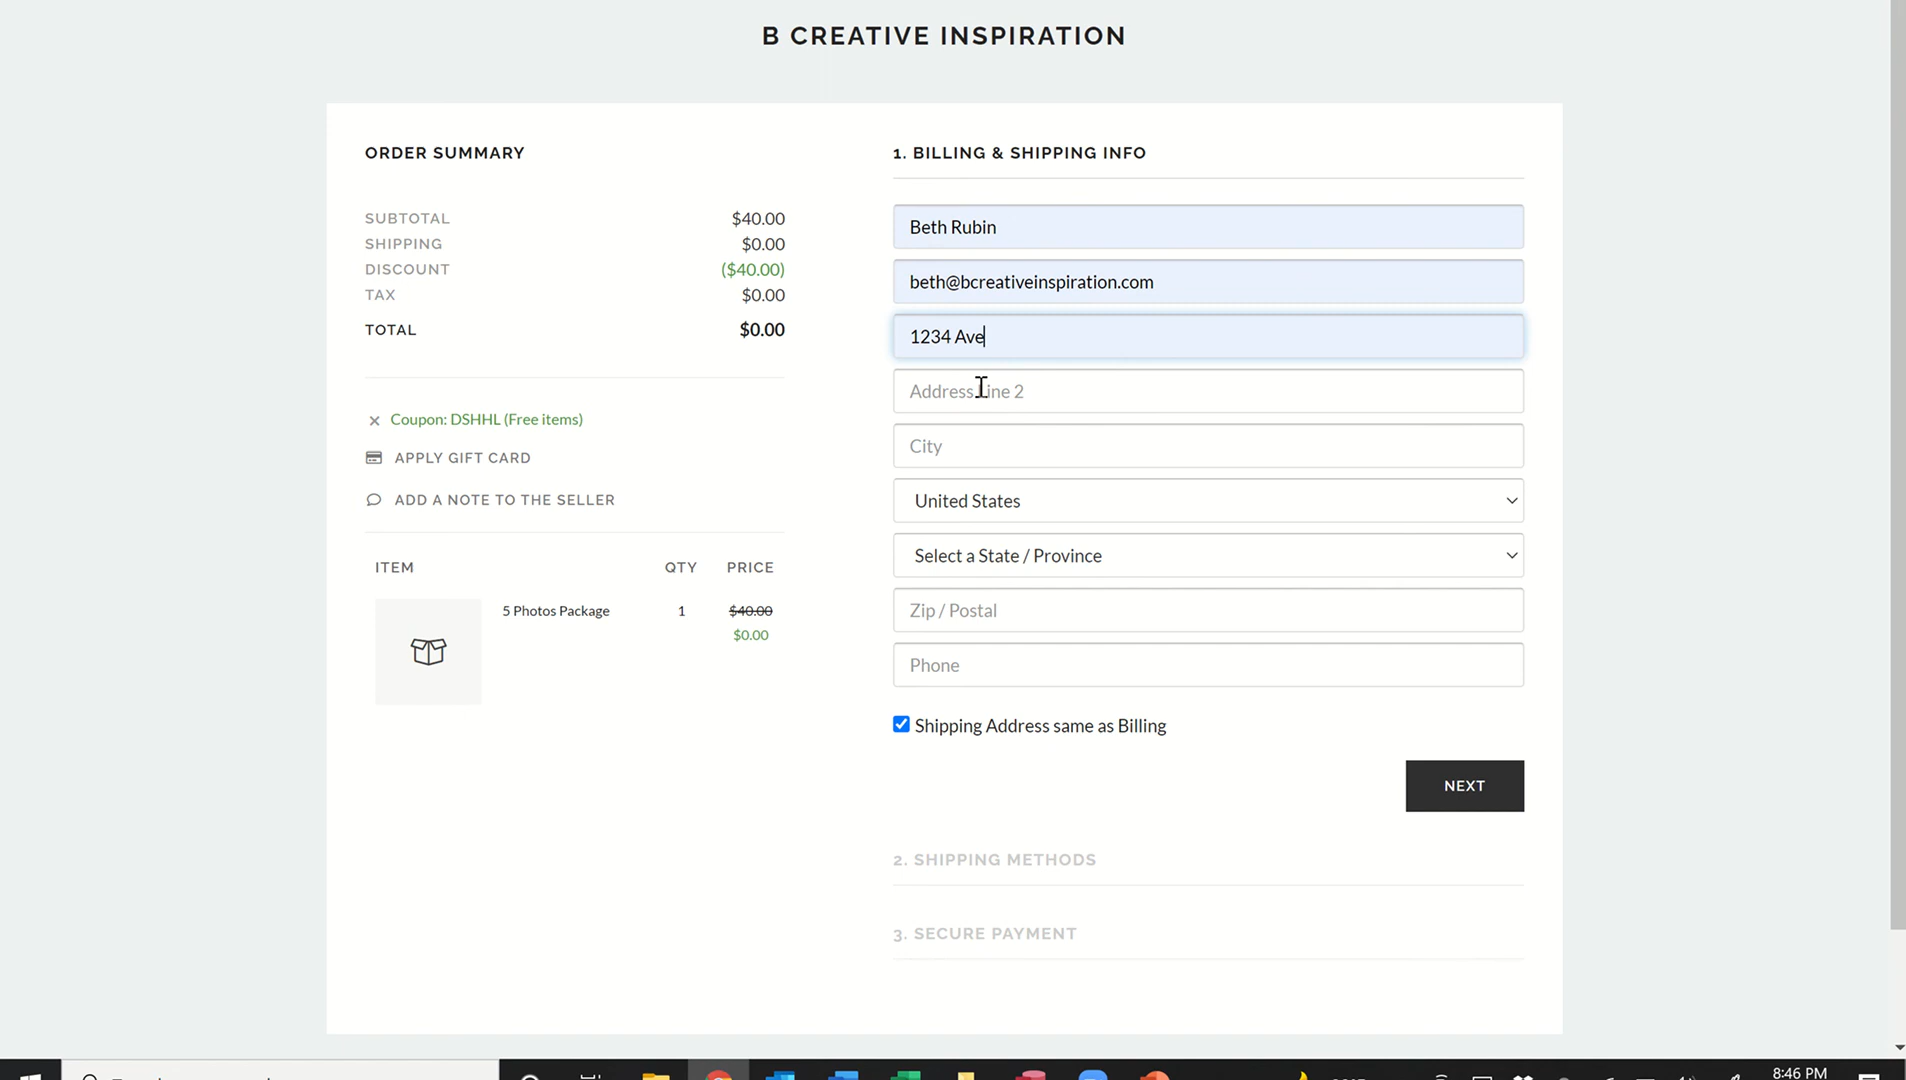 B CREATIVE INSPIRATION
ORDER SUMMARY
SUBTOTAL $40.00
SHIPPING $0.00
DISCOUNT ($40.00)
TAX $0.00
TOTAL $0.00
Coupon: DSHHL (Free items)
APPLY GIFT CARD
ADD A NOTE TO THE SELLER
ITEM QTY PRICE
5 Photos Package 1 $40.00
$0.00
1. BILLING & SHIPPING INFO
Beth Rubin
beth@bcreativeinspiration.com
1234 Ave
Address Line 2
City
United States
Select a State / Province
Zip / Postal
Phone
Shipping Address same as Billing
NEXT
2. SHIPPING METHODS
3. SECURE PAYMENT
8:46 PM